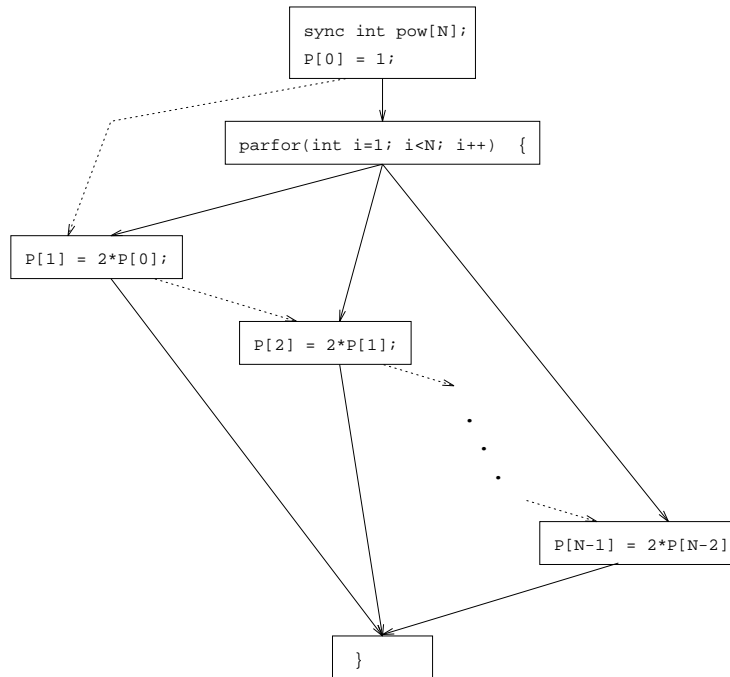 sync int pow[N];
P[0] = 1;
parfor(int i=1; i<N; i++)  {
P[1] = 2*P[0];
P[2] = 2*P[1];
P[N-1] = 2*P[N-2]
}